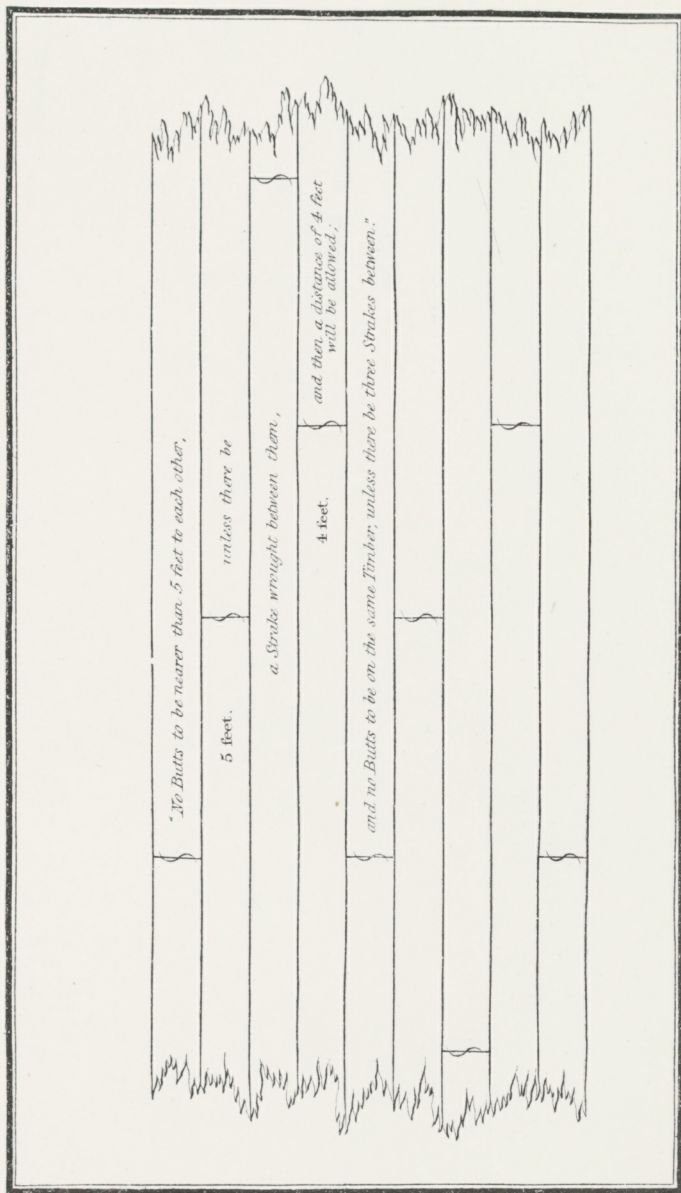 "No Butts to be nearer than 5 feet to each other,
5 feet.
unless there be
a Strake wrought between them,
4 feet.
and then a distance of 4 feet
will be allowed;
and no Butts to be on the same Timber, unless there be three Strakes between."